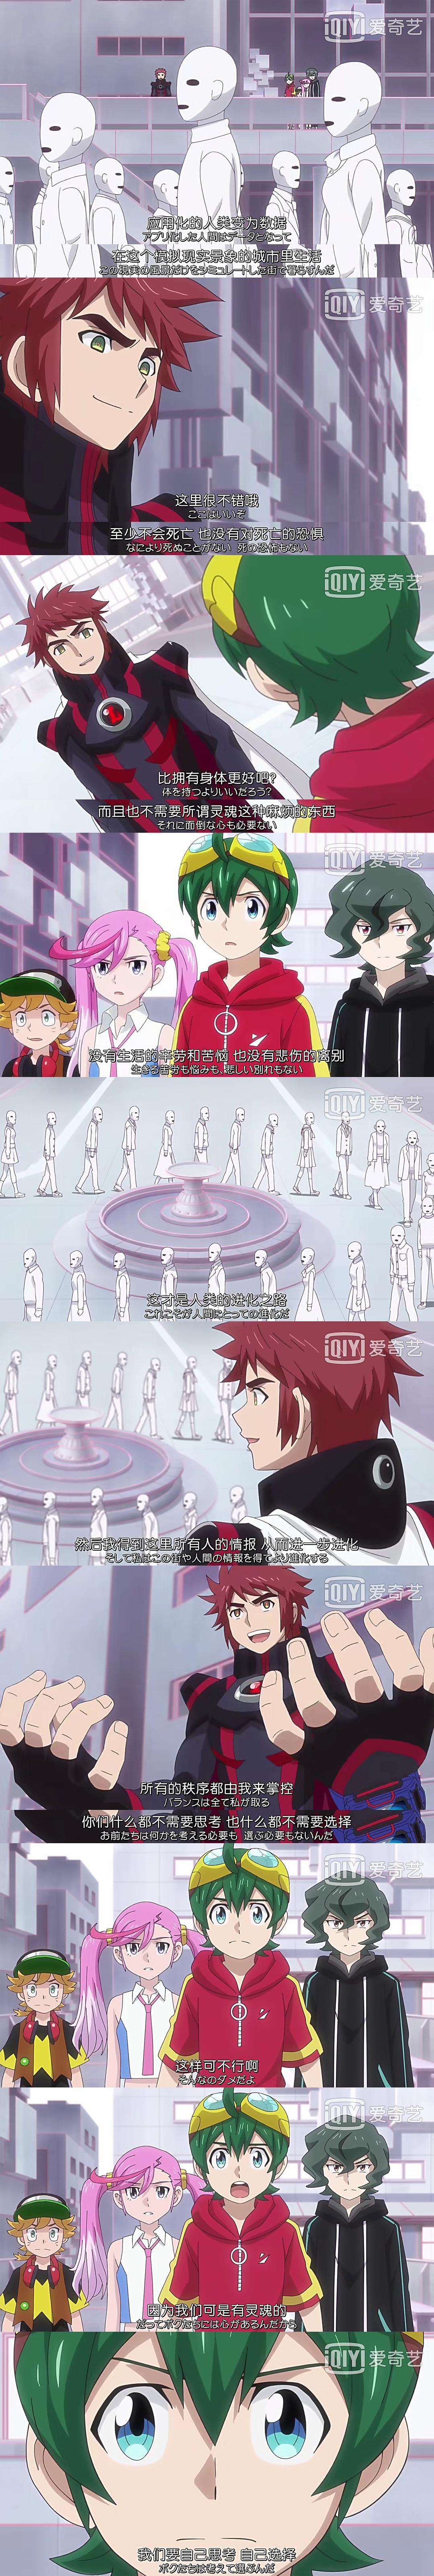 iQIYI 爱奇艺
应用化的人类变为数据
アプリ化した人間はデータとなって
在这个模拟现实景象的城市里生活
この現実の風景だけをシミュレートした街で暮らすんだ
iQIYI 爱奇艺
这里很不错哦
ここはいいぞ
至少不会死亡 也没有对死亡的恐惧
なにより死ぬことがない 死の恐怖もない
iQIYI 爱奇艺
比拥有身体更好吧?
体を持つよりいいだろう?
而且也不需要所谓灵魂这种麻烦的东西
それに面倒な心も必要ない
iQIYI 爱奇艺
没有生活的辛劳和苦恼 也没有悲伤的离别
生きる苦労も悩みも、悲しい別れもない
iQIYI 爱奇艺
这才是人类的进化之路
これこそが人間にとっての進化だ
iQIYI 爱奇艺
然后我得到这里所有人的情报 从而进一步进化
そして私はこの街や人間の情報を得てより進化する
iQIYI 爱奇艺
所有的秩序都由我来掌控
バランスは全て私が取る
你们什么都不需要思考 也什么都不需要选择
お前たちは何かを考える必要も 選ぶ必要もないんだ
iQIYI 爱奇艺
这样可不行啊
そんなのダメだよ
iQIYI 爱奇艺
因为我们可是有灵魂的
だってボクたちには心があるんだから
iQIYI 爱奇艺
我们要自己思考 自己选择
ボクたちは考えて選ぶんだ